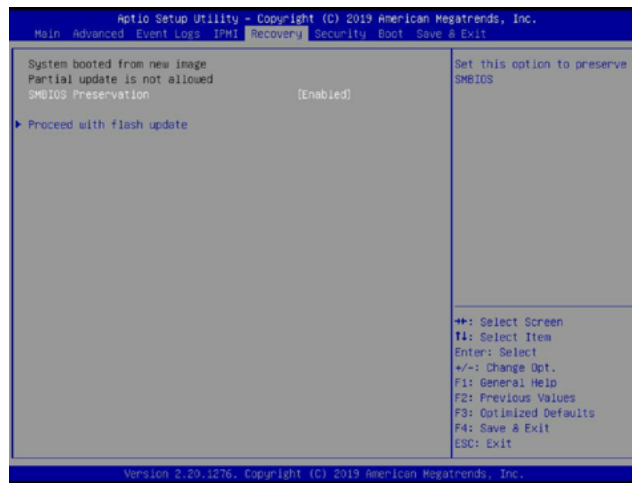 Aptio Setup Utility - Copyright (C) 2019 American Megatrends, Inc.
Main Advanced Event Logs IPMI Recovery Security Boot Save & Exit
System booted from new image
Partial update is not allowed
SMBIOS Preservation [Enabled]
Proceed with flash update
Set this option to preserve
SMBIOS
→←: Select Screen
↑↓: Select Item
Enter: Select
+/-: Change Opt.
F1: General Help
F2: Previous Values
F3: Optimized Defaults
F4: Save & Exit
ESC: Exit
Version 2.20.1276. Copyright (C) 2019 American Megatrends, Inc.